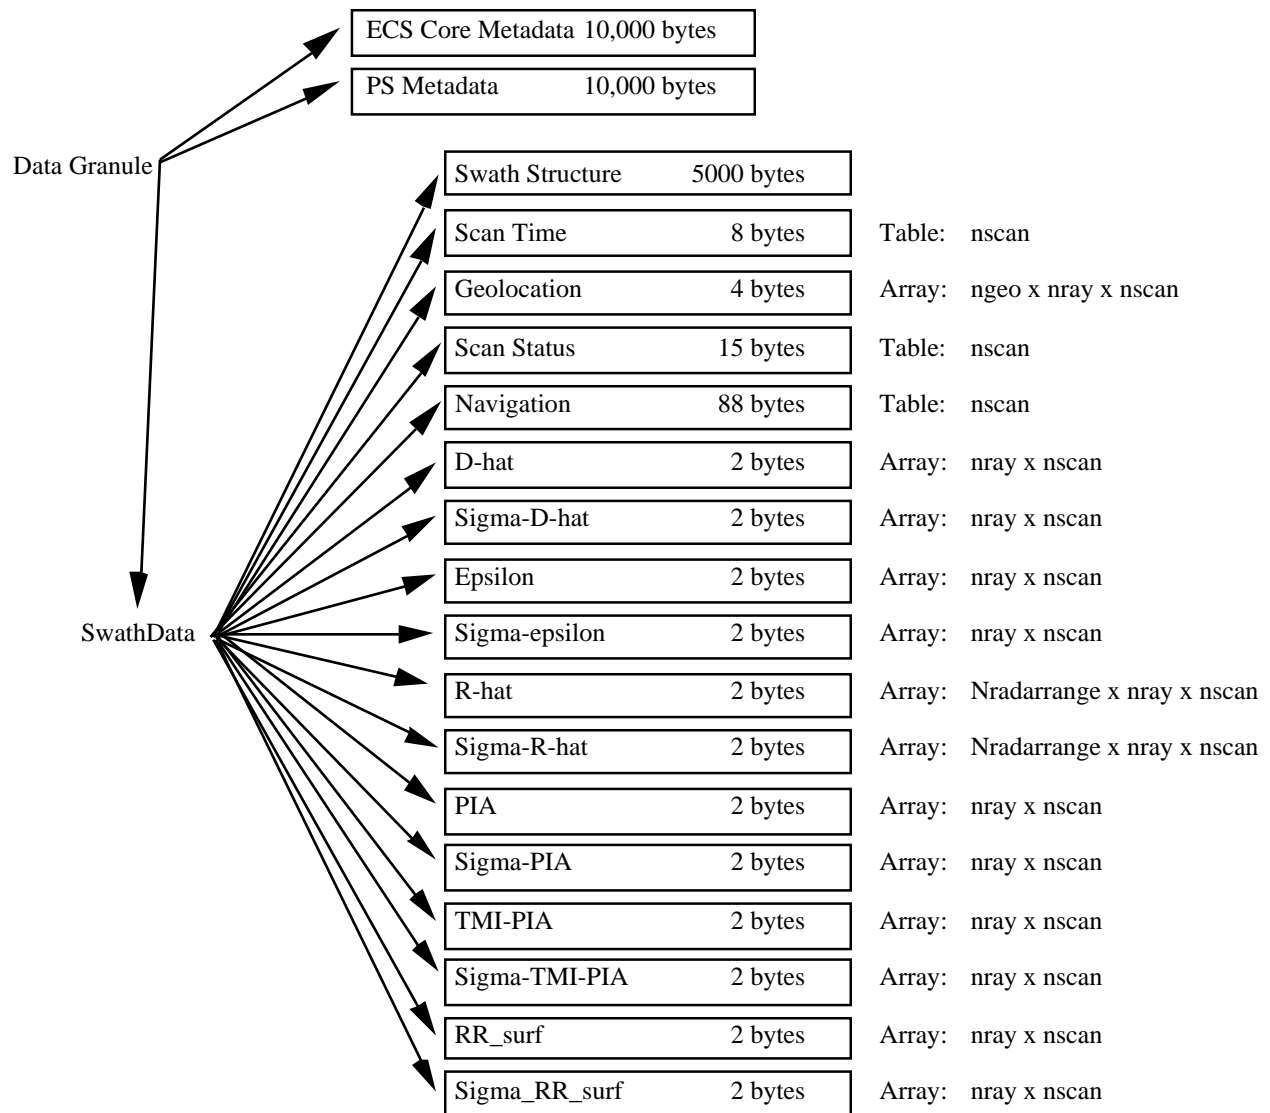 ECS Core Metadata 10,000 bytes
PS Metadata 10,000 bytes
Data Granule
Swath Structure 5000 bytes
Scan Time 8 bytes Table: nscan
Geolocation 4 bytes Array: ngeo x nray x nscan
Scan Status 15 bytes Table: nscan
Navigation 88 bytes Table: nscan
D-hat 2 bytes Array: nray x nscan
Sigma-D-hat 2 bytes Array: nray x nscan
Epsilon 2 bytes Array: nray x nscan
SwathData
Sigma-epsilon 2 bytes Array: nray x nscan
R-hat 2 bytes Array: Nradarrange x nray x nscan
Sigma-R-hat 2 bytes Array: Nradarrange x nray x nscan
PIA 2 bytes Array: nray x nscan
Sigma-PIA 2 bytes Array: nray x nscan
TMI-PIA 2 bytes Array: nray x nscan
Sigma-TMI-PIA 2 bytes Array: nray x nscan
RR_surf 2 bytes Array: nray x nscan
Sigma_RR_surf 2 bytes Array: nray x nscan